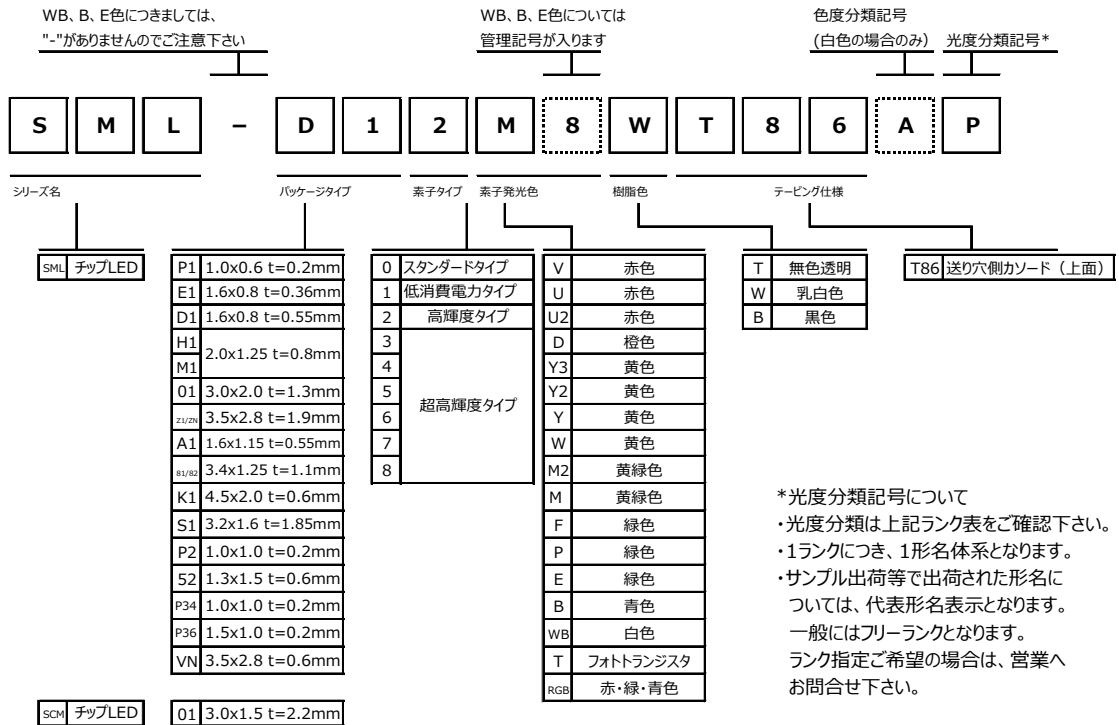 WB、B、E色につきましては、
"-"がありませんのでご注意下さい
WB、B、E色については
管理記号が入ります
色度分類記号
(白色の場合のみ)
光度分類記号*
S M L – D 1 2 M 8 W T 8 6 A P
シリーズ名
パッケージタイプ
素子タイプ
素子発光色
樹脂色
テーピング仕様
SML チップLED
P1 1.0x0.6 t=0.2mm
E1 1.6x0.8 t=0.36mm
D1 1.6x0.8 t=0.55mm
H1
M1
2.0x1.25 t=0.8mm
01 3.0x2.0 t=1.3mm
Z1/ZN 3.5x2.8 t=1.9mm
A1 1.6x1.15 t=0.55mm
81/82 3.4x1.25 t=1.1mm
K1 4.5x2.0 t=0.6mm
S1 3.2x1.6 t=1.85mm
P2 1.0x1.0 t=0.2mm
52 1.3x1.5 t=0.6mm
P34 1.0x1.0 t=0.2mm
P36 1.5x1.0 t=0.2mm
VN 3.5x2.8 t=0.6mm
0 スタンダードタイプ
1 低消費電力タイプ
2 高輝度タイプ
3
4
5
6
7
8
超高輝度タイプ
V 赤色
U 赤色
U2 赤色
D 橙色
Y3 黄色
Y2 黄色
Y 黄色
W 黄色
M2 黄緑色
M 黄緑色
F 緑色
P 緑色
E 緑色
B 青色
WB 白色
T フォトトランジスタ
RGB 赤・緑・青色
T 無色透明
W 乳白色
B 黒色
T86 送り穴側カソード（上面）
*光度分類記号について
・光度分類は上記ランク表をご確認下さい。
・1ランクにつき、1形名体系となります。
・サンプル出荷等で出荷された形名に
ついては、代表形名表示となります。
一般にはフリーランクとなります。
ランク指定ご希望の場合は、営業へ
お問合せ下さい。
SCM チップLED
01 3.0x1.5 t=2.2mm